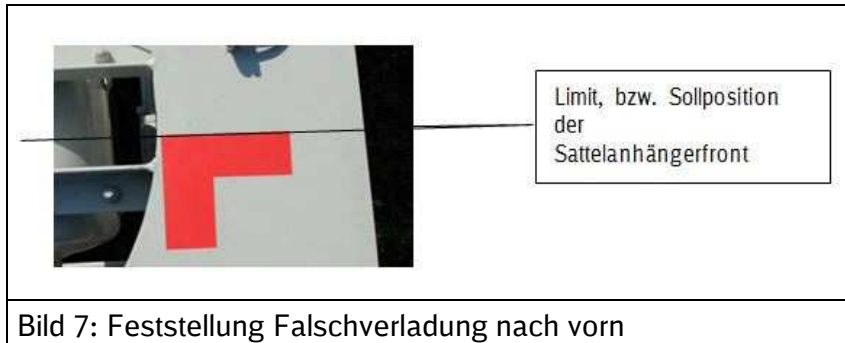 Limit, bzw. Sollposition
der
Sattelanhängerfront
Bild 7: Feststellung Falschverladung nach vorn